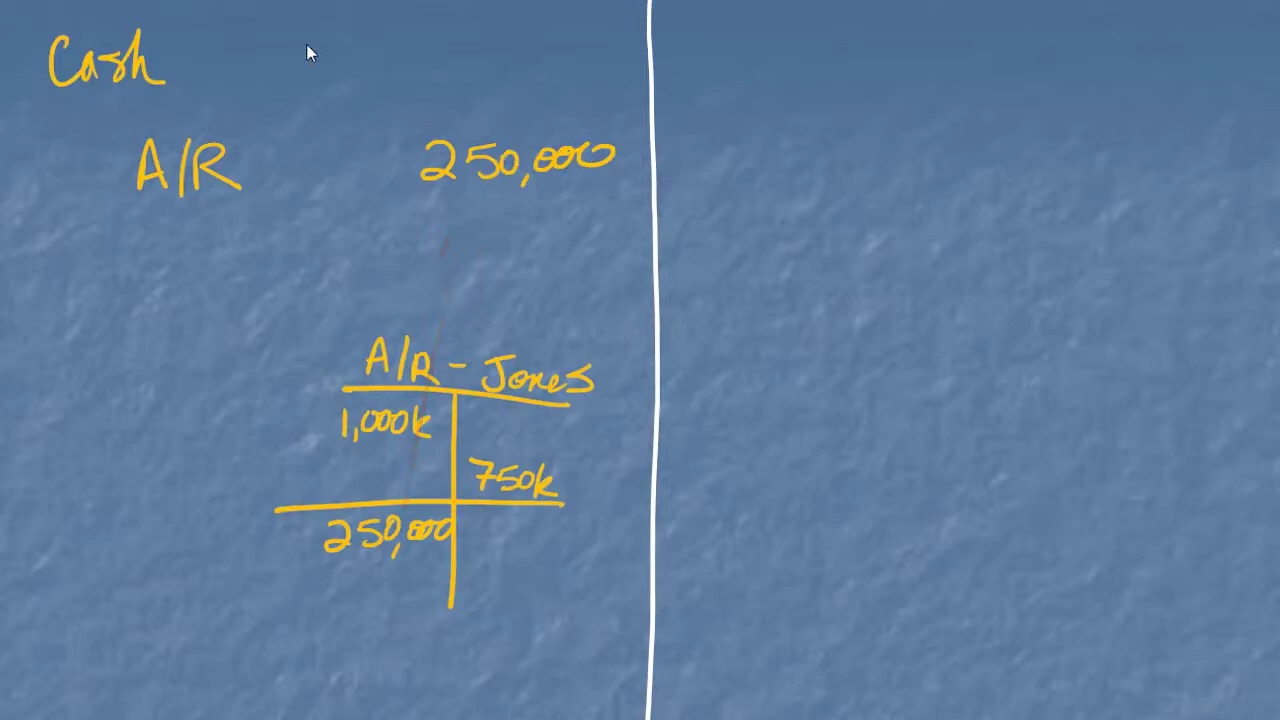 Cash
A/R 250,000
A/R - Jones
1,000k
750k
250,000